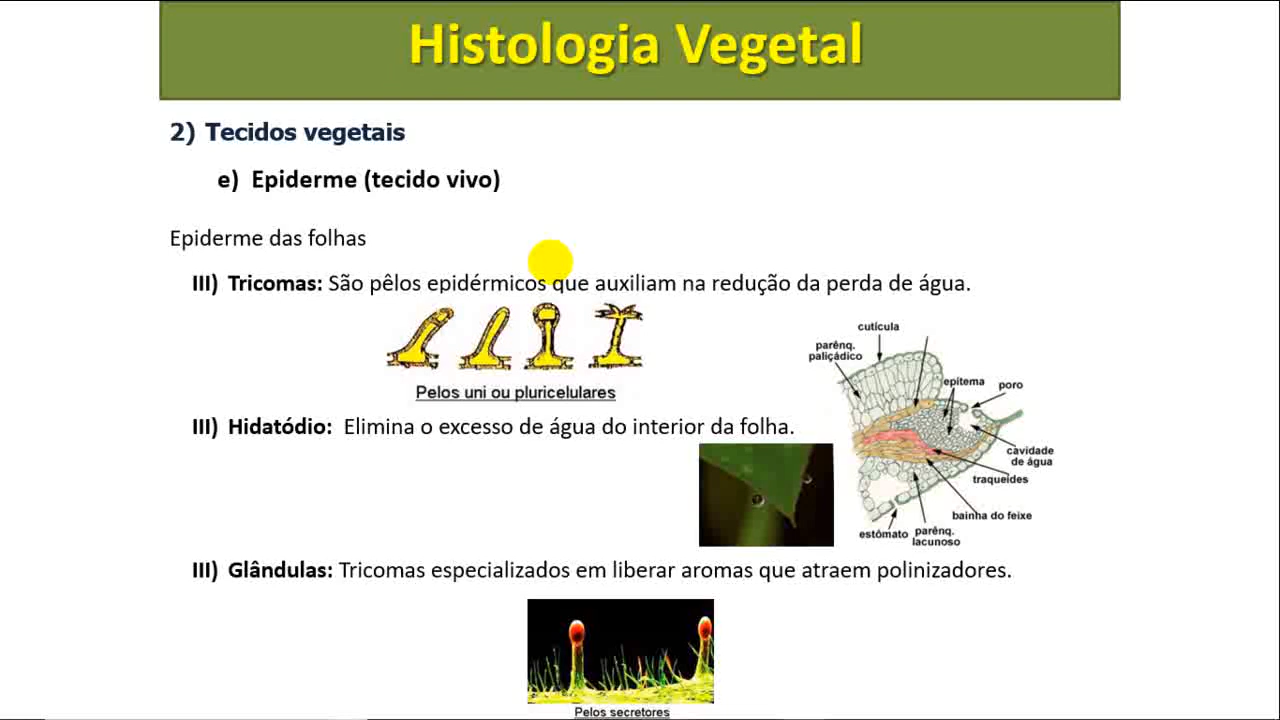 Histologia Vegetal
2) Tecidos vegetais
e) Epiderme (tecido vivo)
Epiderme das folhas
III) Tricomas: São pêlos epidérmicos que auxiliam na redução da perda de água.
Pelos uni ou pluricelulares
cutícula
parênq.
paliçádico
epítema
poro
cavidade
de água
traqueídes
bainha do feixe
estômato
parênq.
lacunoso
III) Hidatódio: Elimina o excesso de água do interior da folha.
III) Glândulas: Tricomas especializados em liberar aromas que atraem polinizadores.
Pelos secretores